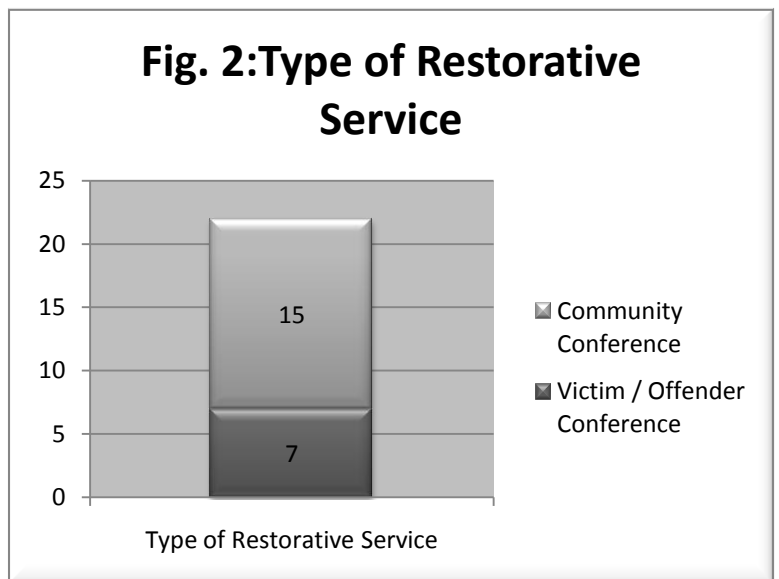 Fig. 2:Type of Restorative
Service
25
20
15
10
5
0
15
7
Type of Restorative Service
Community
Conference
Victim / Offender
Conference